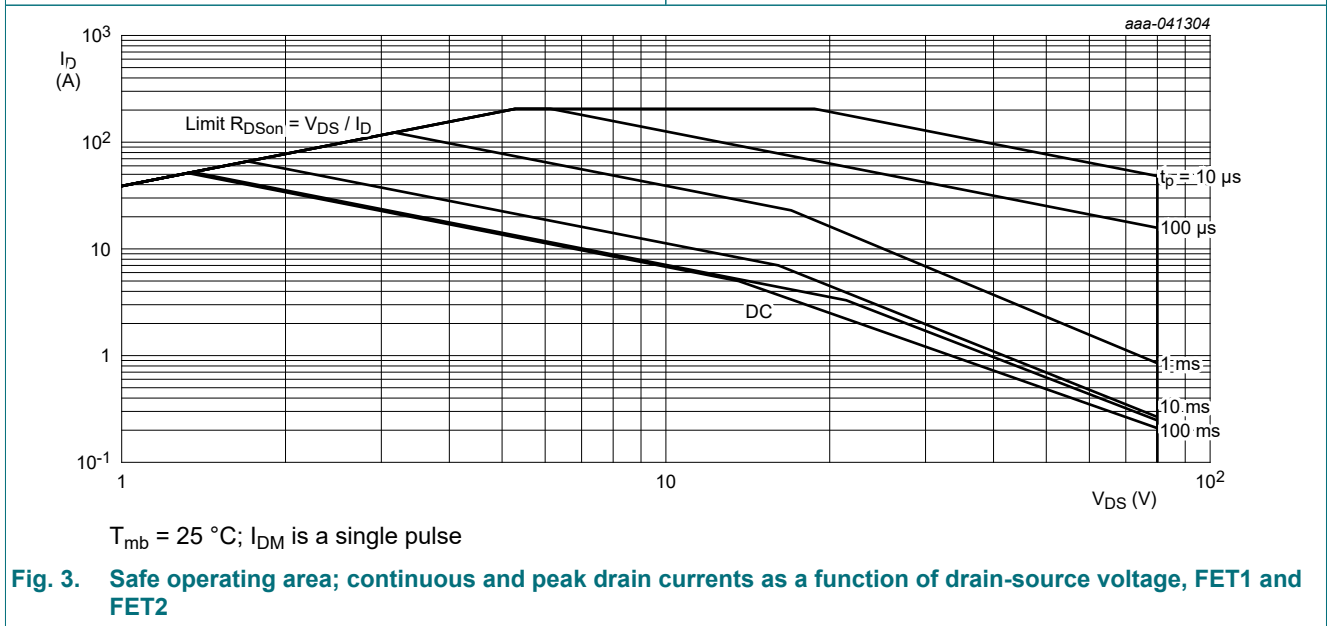 aaa-041304
10³
I_D
(A)
Limit R_DSon = V_DS / I_D
10²
t_p = 10 µs
100 µs
10
DC
1
1 ms
10 ms
100 ms
10⁻¹
1
10
10²
V_DS (V)
T_mb = 25 °C; I_DM is a single pulse
Fig. 3. Safe operating area; continuous and peak drain currents as a function of drain-source voltage, FET1 and
FET2